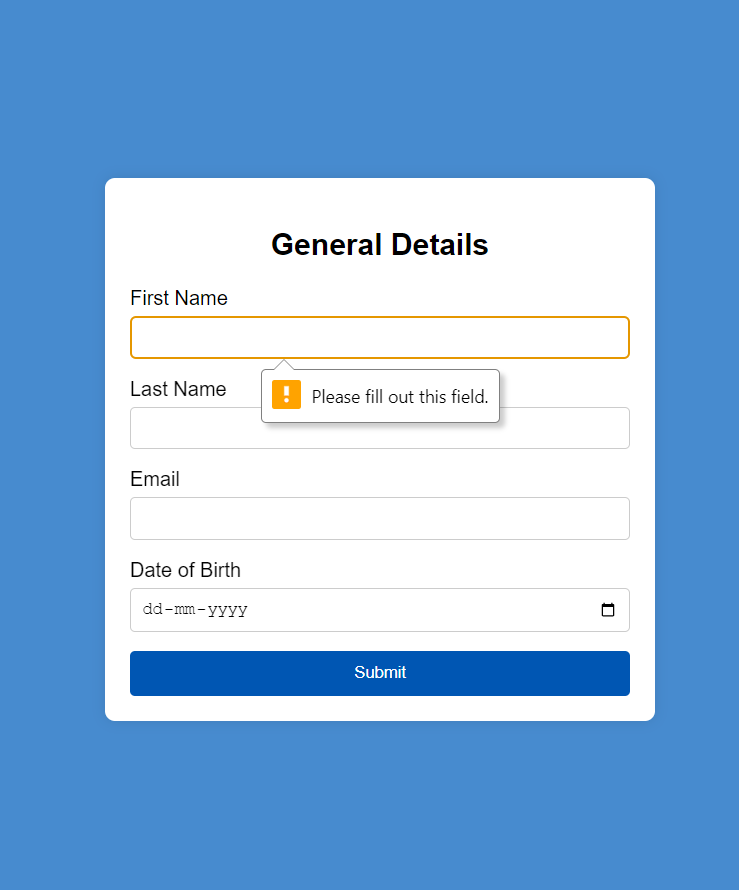 General Details
First Name
Please fill out this field.
Last Name
Email
Date of Birth
dd-mm-yyyy
Submit